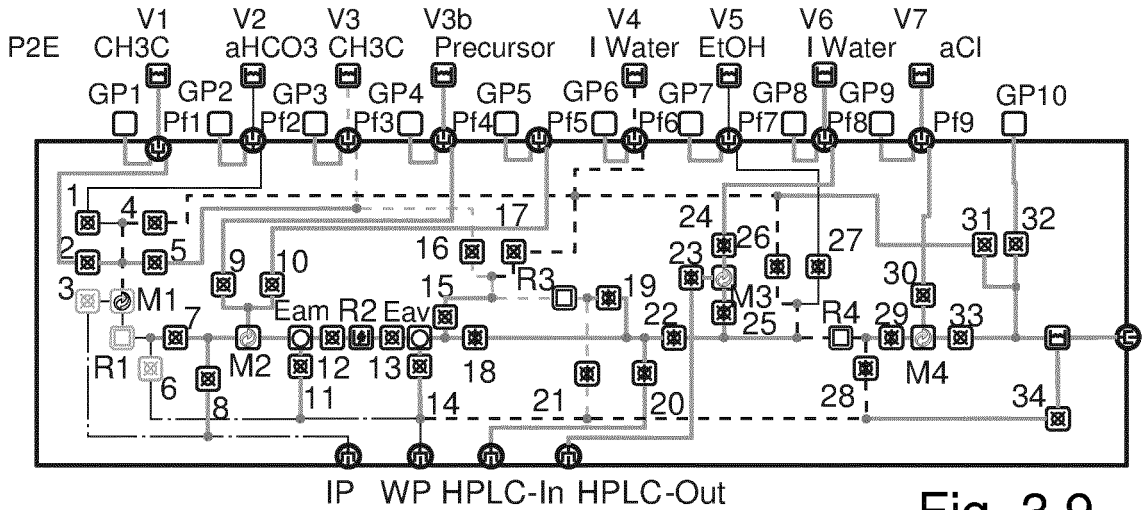 V1 V2 V3 V3b V4 V5 V6 V7
P2E CH3C aHCO3 CH3C Precursor I Water EtOH I Water aCl
GP1 GP2 GP3 GP4 GP5 GP6 GP7 GP8 GP9 GP10
Pf1 Pf2 Pf3 Pf4 Pf5 Pf6 Pf7 Pf8 Pf9
1 4 17 24 31 32
2 5 9 10 16 23 26 27
3 M1 R3 M3 30
15 19
7 Eam R2 Eav 22 25 R4 29 33
R1 M2 12 13 18 M4
6 8 11 14 21 20 28 34
IP WP HPLC-In HPLC-Out
Fig. 3.9